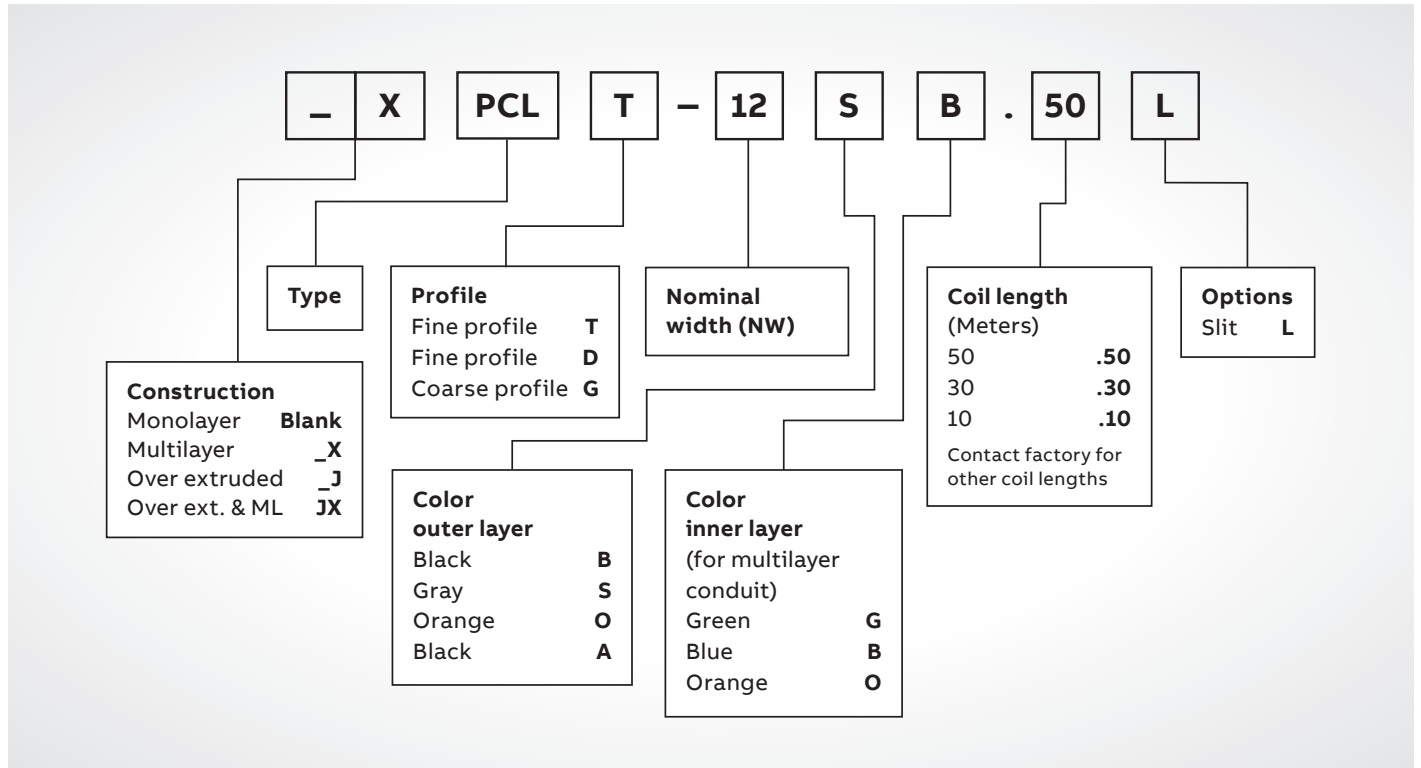 _ X PCL T – 12 S B . 50 L
Type
Profile
Fine profile T
Fine profile D
Coarse profile G
Nominal
width (NW)
Coil length
(Meters)
50 .50
30 .30
10 .10
Contact factory for
other coil lengths
Options
Slit L
Construction
Monolayer Blank
Multilayer _X
Over extruded _J
Over ext. & ML JX
Color
outer layer
Black B
Gray S
Orange O
Black A
Color
inner layer
(for multilayer
conduit)
Green G
Blue B
Orange O